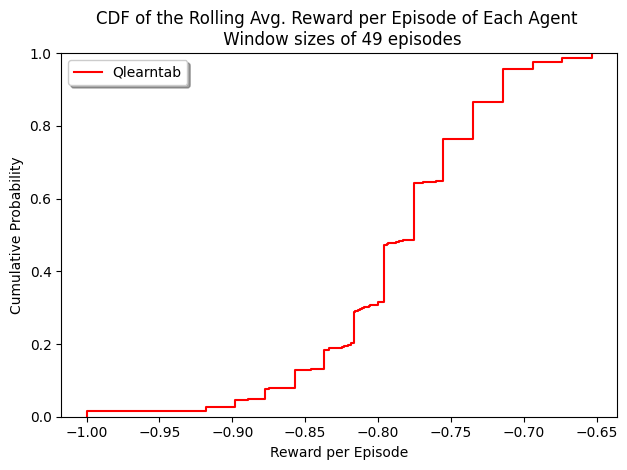 CDF of the Rolling Avg. Reward per Episode of Each Agent
Window sizes of 49 episodes
Qlearntab
1.0
0.8
0.6
0.4
0.2
0.0
Cumulative Probability
−1.00 −0.95 −0.90 −0.85 −0.80 −0.75 −0.70 −0.65
Reward per Episode